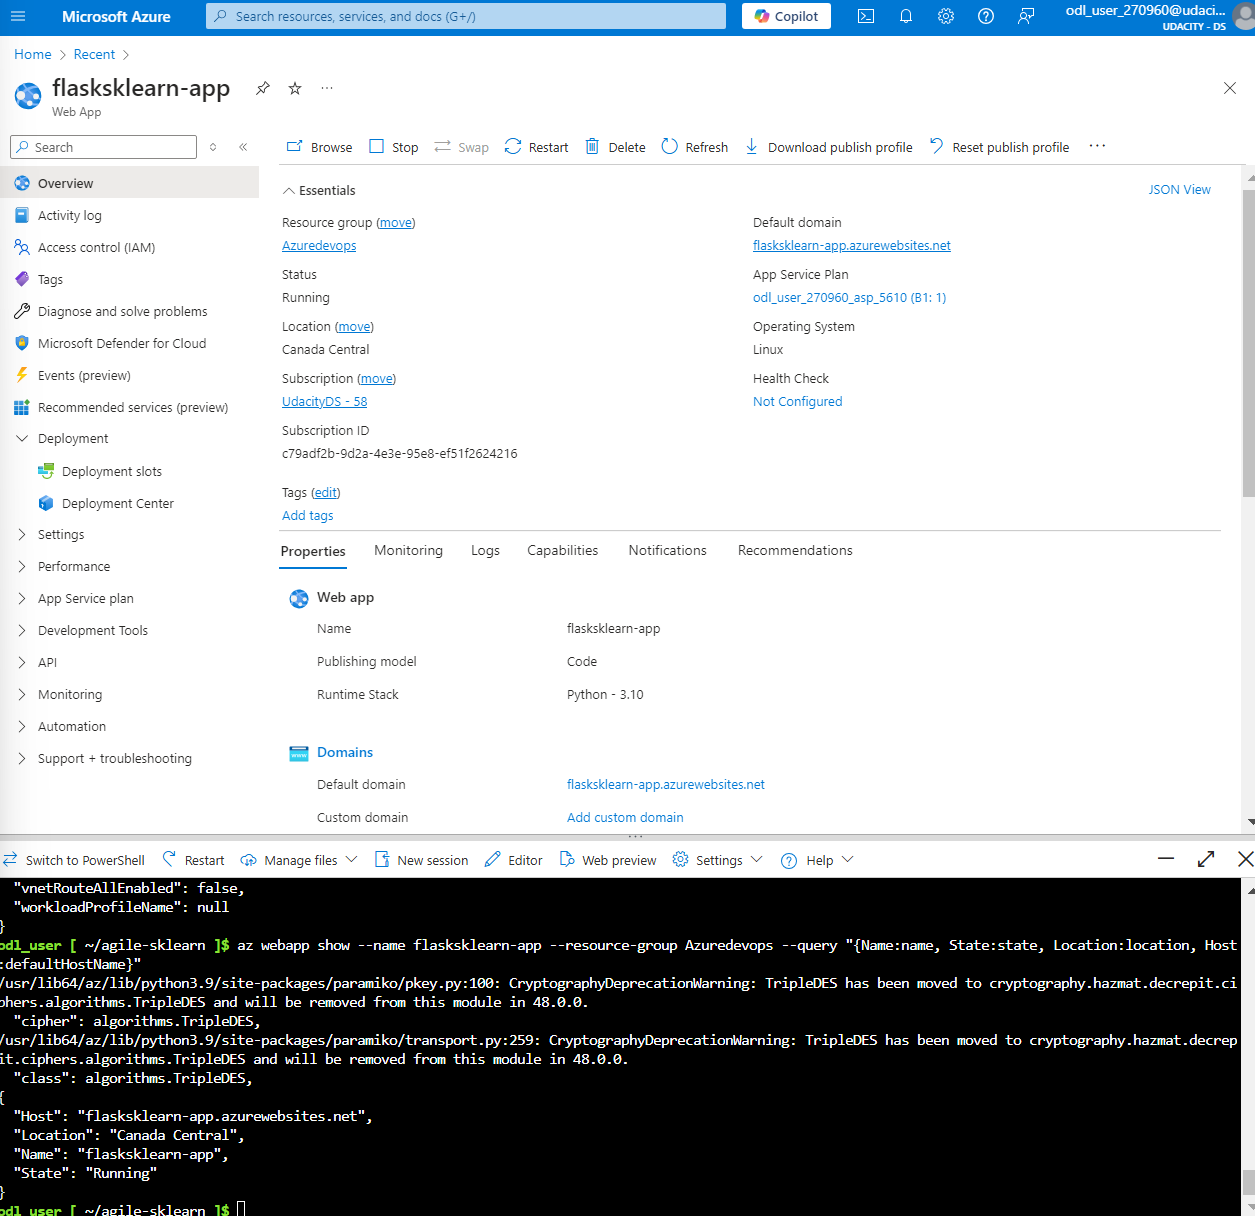 Microsoft Azure
Search resources, services, and docs (G+/)
Copilot
odl_user_270960@udaci...
UDACITY - DS
Home > Recent >
flasksklearn-app
Web App
Search
Browse Stop Swap Restart Delete Refresh Download publish profile Reset publish profile ...
Overview
Activity log
Access control (IAM)
Tags
Diagnose and solve problems
Microsoft Defender for Cloud
Events (preview)
Recommended services (preview)
Deployment
Deployment slots
Deployment Center
Settings
Performance
App Service plan
Development Tools
API
Monitoring
Automation
Support + troubleshooting
Essentials
JSON View
Resource group (move)
Azuredevops
Status
Running
Location (move)
Canada Central
Subscription (move)
UdacityDS - 58
Subscription ID
c79adf2b-9d2a-4e3e-95e8-ef51f2624216
Tags (edit)
Add tags
Default domain
flasksklearn-app.azurewebsites.net
App Service Plan
odl_user_270960_asp_5610 (B1: 1)
Operating System
Linux
Health Check
Not Configured
Properties Monitoring Logs Capabilities Notifications Recommendations
Web app
Name flasksklearn-app
Publishing model Code
Runtime Stack Python - 3.10
Domains
Default domain flasksklearn-app.azurewebsites.net
Custom domain Add custom domain
Switch to PowerShell Restart Manage files New session Editor Web preview Settings Help
"vnetRouteAllEnabled": false,
"workloadProfileName": null
}
odl_user [ ~/agile-sklearn ]$ az webapp show --name flasksklearn-app --resource-group Azuredevops --query "{Name:name, State:state, Location:location, Host
:defaultHostName}"
/usr/lib64/az/lib/python3.9/site-packages/paramiko/pkey.py:100: CryptographyDeprecationWarning: TripleDES has been moved to cryptography.hazmat.decrepit.ci
phers.algorithms.TripleDES and will be removed from this module in 48.0.0.
"cipher": algorithms.TripleDES,
/usr/lib64/az/lib/python3.9/site-packages/paramiko/transport.py:259: CryptographyDeprecationWarning: TripleDES has been moved to cryptography.hazmat.decrep
it.ciphers.algorithms.TripleDES and will be removed from this module in 48.0.0.
"class": algorithms.TripleDES,
{
"Host": "flasksklearn-app.azurewebsites.net",
"Location": "Canada Central",
"Name": "flasksklearn-app",
"State": "Running"
}
odl_user [ ~/agile-sklearn ]$